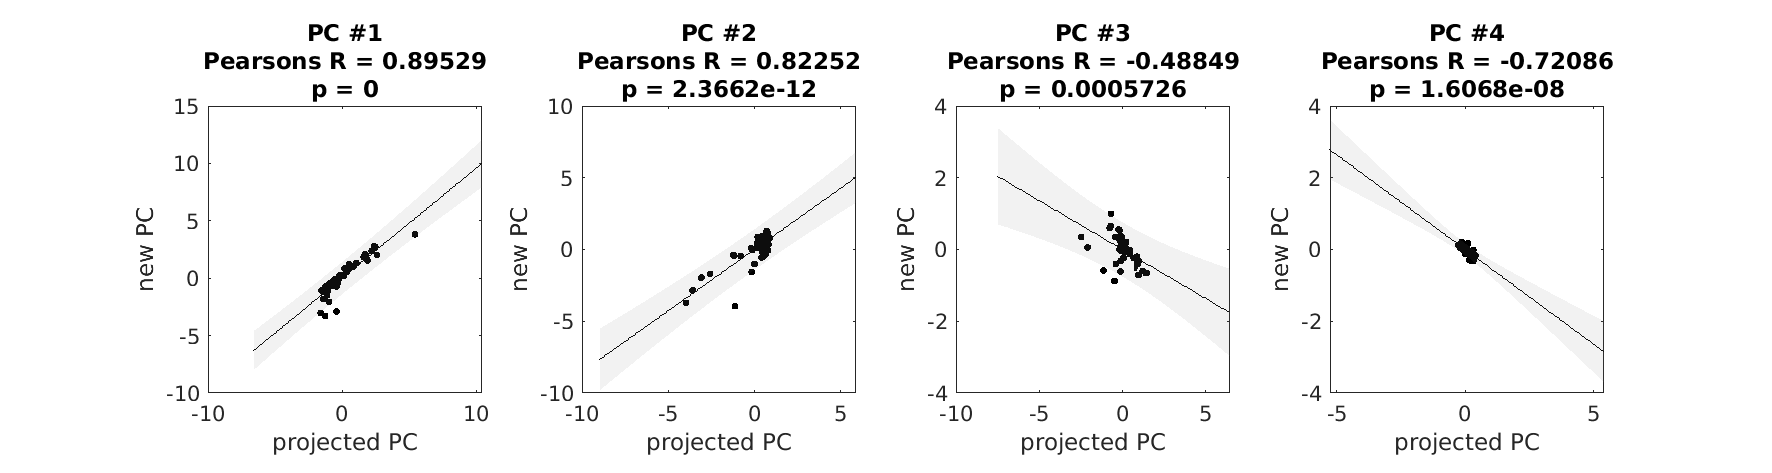 PC #1
Pearsons R = 0.89529
p = 0
15
10
5
0
-5
-10
-10
0
10
new PC
projected PC
PC #2
Pearsons R = 0.82252
p = 2.3662e-12
10
5
0
-5
-10
-10
-5
0
5
new PC
projected PC
PC #3
Pearsons R = -0.48849
p = 0.0005726
4
2
0
-2
-4
-10
-5
0
5
new PC
projected PC
PC #4
Pearsons R = -0.72086
p = 1.6068e-08
4
2
0
-2
-4
-5
0
5
new PC
projected PC